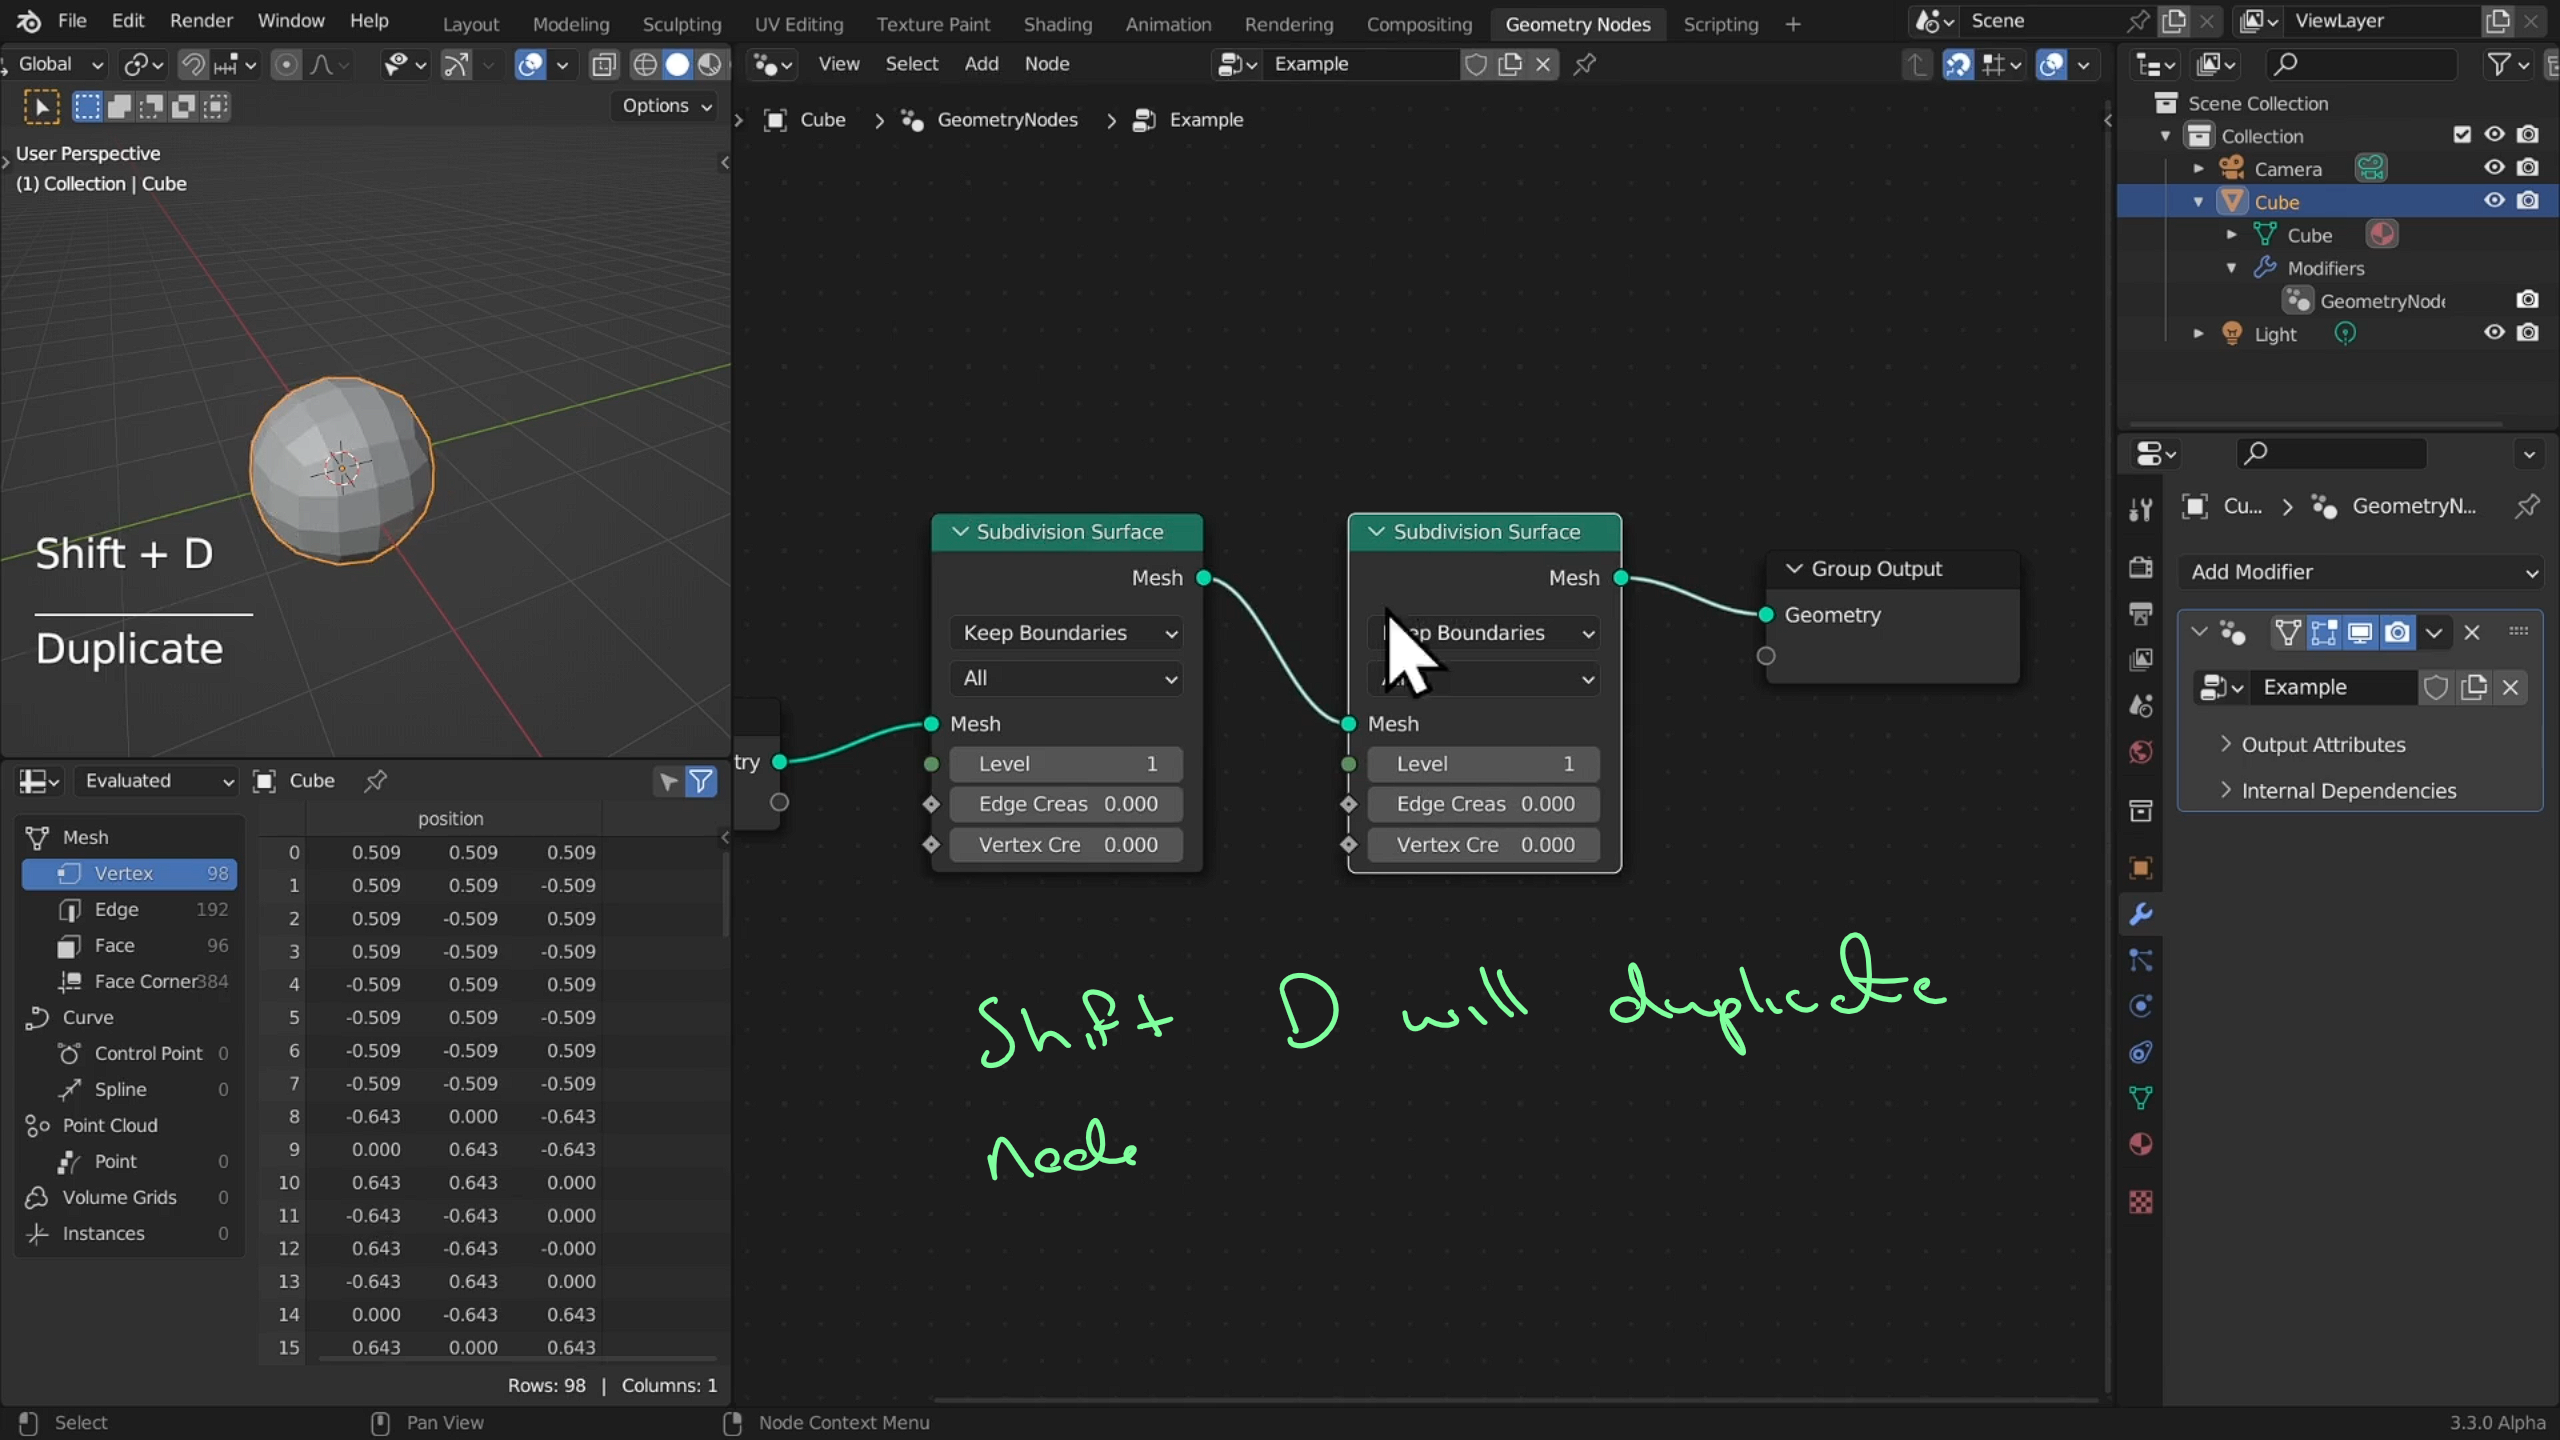 File Edit Render Window Help Layout Modeling Sculpting UV Editing Texture Paint Shading Animation Rendering Compositing Geometry Nodes Scripting + Scene ViewLayer
Global
Options
User Perspective
(1) Collection | Cube
Shift + D
Duplicate
View Select Add Node Example
Cube > GeometryNodes > Example
Subdivision Surface
Mesh
Keep Boundaries
All
Mesh
Level 1
Edge Creas 0.000
Vertex Cre 0.000
try
Subdivision Surface
Mesh
ep Boundaries
Mesh
Level 1
Edge Creas 0.000
Vertex Cre 0.000
Group Output
Geometry
Shift D will duplicate
Node
Evaluated Cube
Mesh
Vertex 98
Edge 192
Face 96
Face Corner 384
Curve
Control Point 0
Spline 0
Point Cloud
Point 0
Volume Grids 0
Instances 0
position
0 0.509 0.509 0.509
1 0.509 0.509 -0.509
2 0.509 -0.509 0.509
3 0.509 -0.509 -0.509
4 -0.509 0.509 0.509
5 -0.509 0.509 -0.509
6 -0.509 -0.509 0.509
7 -0.509 -0.509 -0.509
8 -0.643 0.000 -0.643
9 0.000 0.643 -0.643
10 0.643 0.643 0.000
11 -0.643 -0.643 0.000
12 0.643 -0.643 -0.000
13 -0.643 0.643 0.000
14 0.000 -0.643 0.643
15 0.643 0.000 0.643
Rows: 98 | Columns: 1
Scene Collection
Collection
Camera
Cube
Cube
Modifiers
GeometryNode
Light
Cu... > GeometryN...
Add Modifier
Example
Output Attributes
Internal Dependencies
Select Pan View Node Context Menu 3.3.0 Alpha